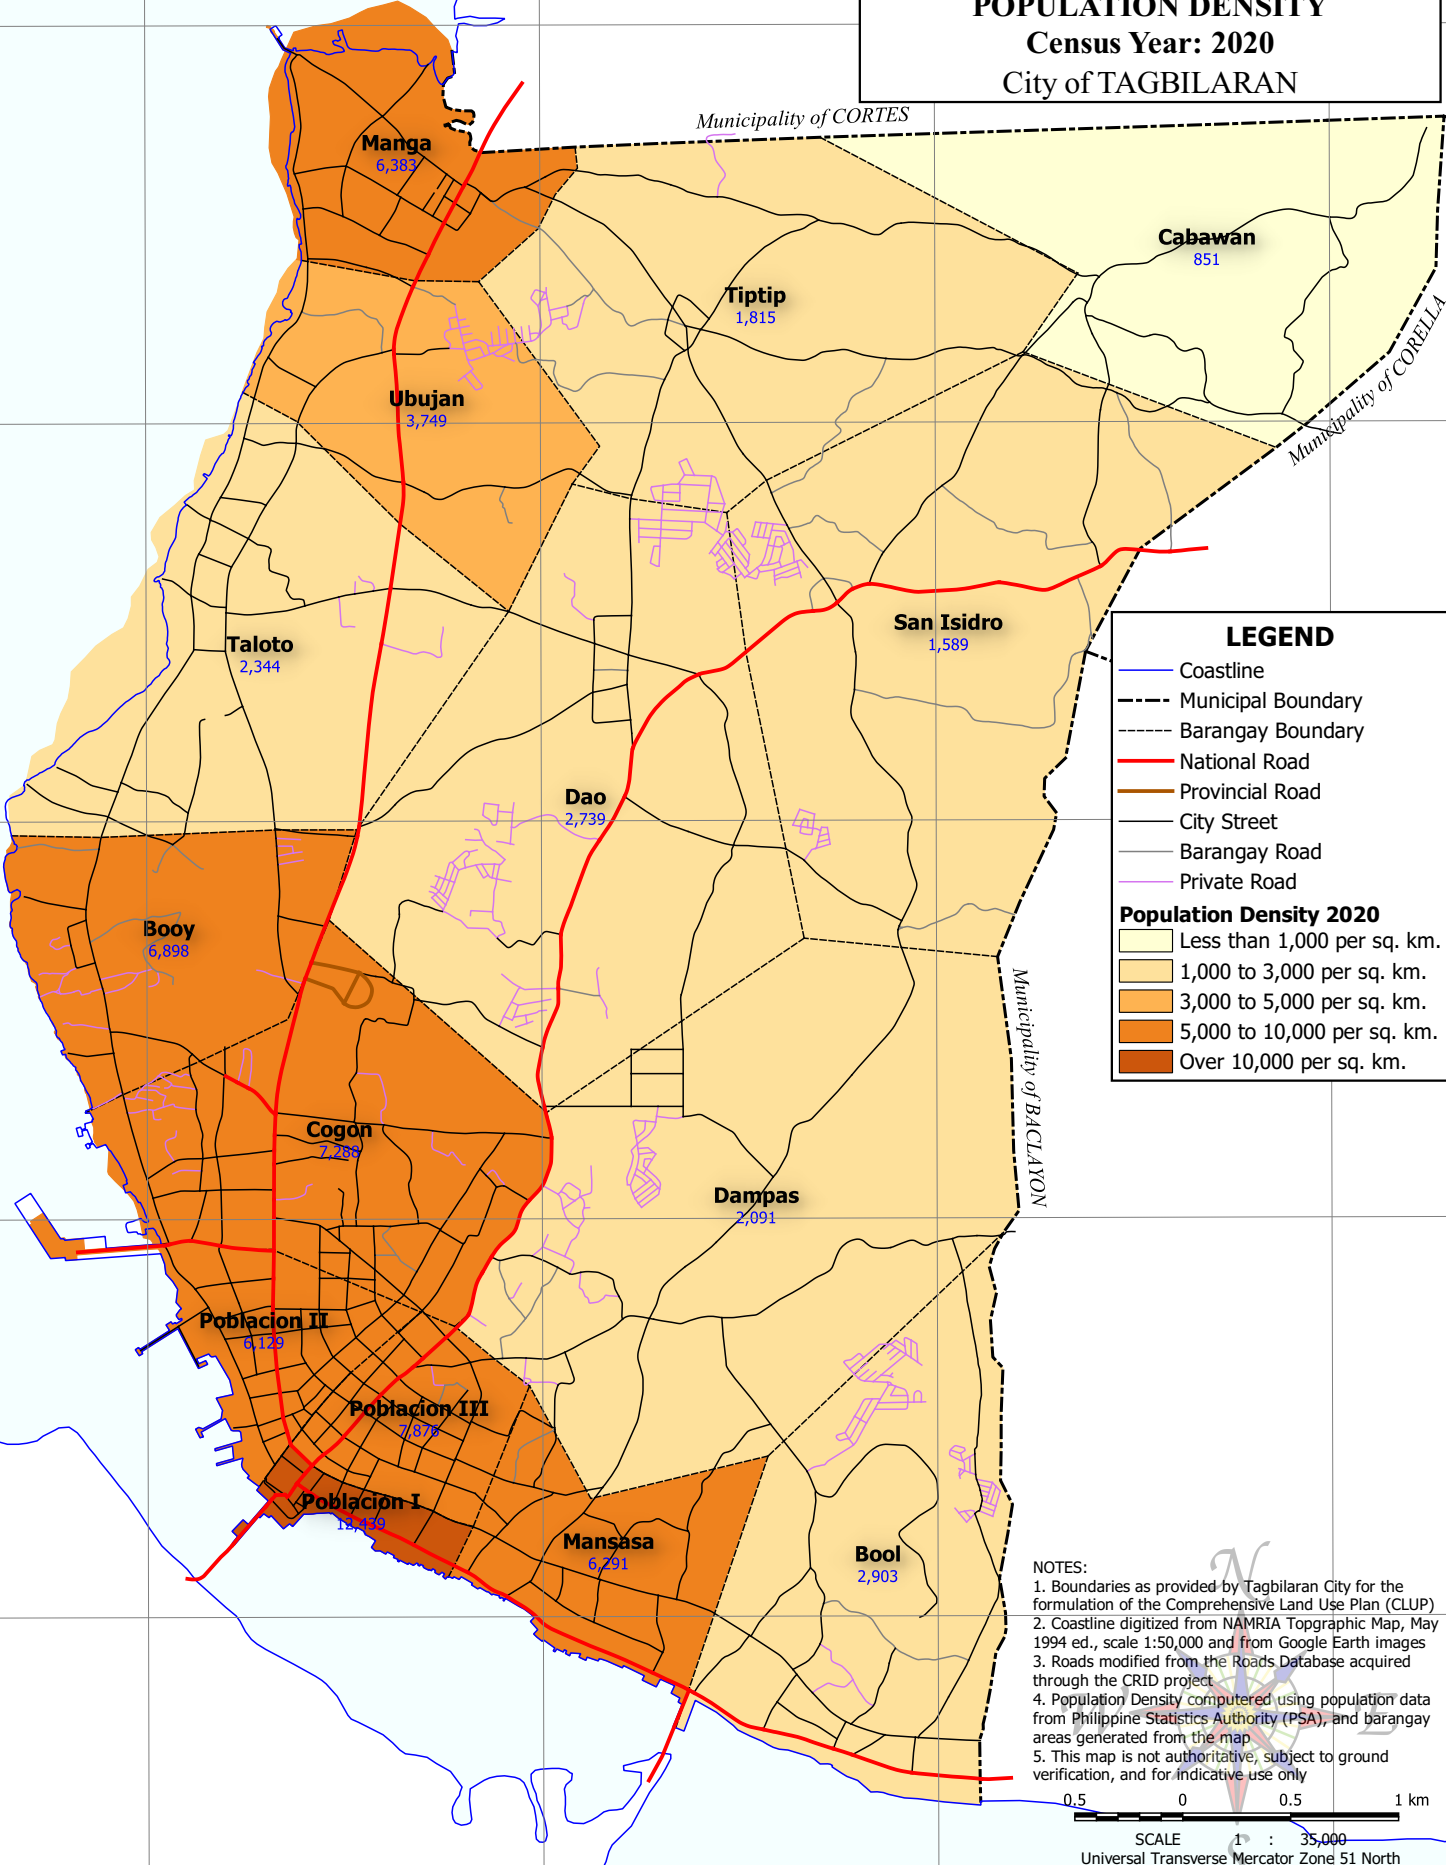 POPULATION DENSITY
Census Year: 2020
City of TAGBILARAN
Municipality of CORTES
Manga
6,383
Cabawan
851
Tiptip
1,815
Municipality of CORELLA
Ubujan
3,749
San Isidro
1,589
Taloto
2,344
LEGEND
Coastline
Municipal Boundary
Barangay Boundary
National Road
Provincial Road
City Street
Barangay Road
Private Road
Population Density 2020
Less than 1,000 per sq. km.
1,000 to 3,000 per sq. km.
3,000 to 5,000 per sq. km.
5,000 to 10,000 per sq. km.
Over 10,000 per sq. km.
Dao
2,739
Booy
6,898
Municipality of BACLAYON
Cogon
7,288
Dampas
2,091
Poblacion II
6,129
Poblacion III
7,876
Poblacion I
12,439
Mansasa
6,291
Bool
2,903
NOTES:
1. Boundaries as provided by Tagbilaran City for the
formulation of the Comprehensive Land Use Plan (CLUP)
2. Coastline digitized from NAMRIA Topgraphic Map, May
1994 ed., scale 1:50,000 and from Google Earth images
3. Roads modified from the Roads Database acquired
through the CRID project
4. Population Density computered using population data
from Philippine Statistics Authority (PSA), and barangay
areas generated from the map
5. This map is not authoritative, subject to ground
verification, and for indicative use only
N
W
E
S
0.5 0 0.5 1 km
SCALE 1 : 35,000
Universal Transverse Mercator Zone 51 North